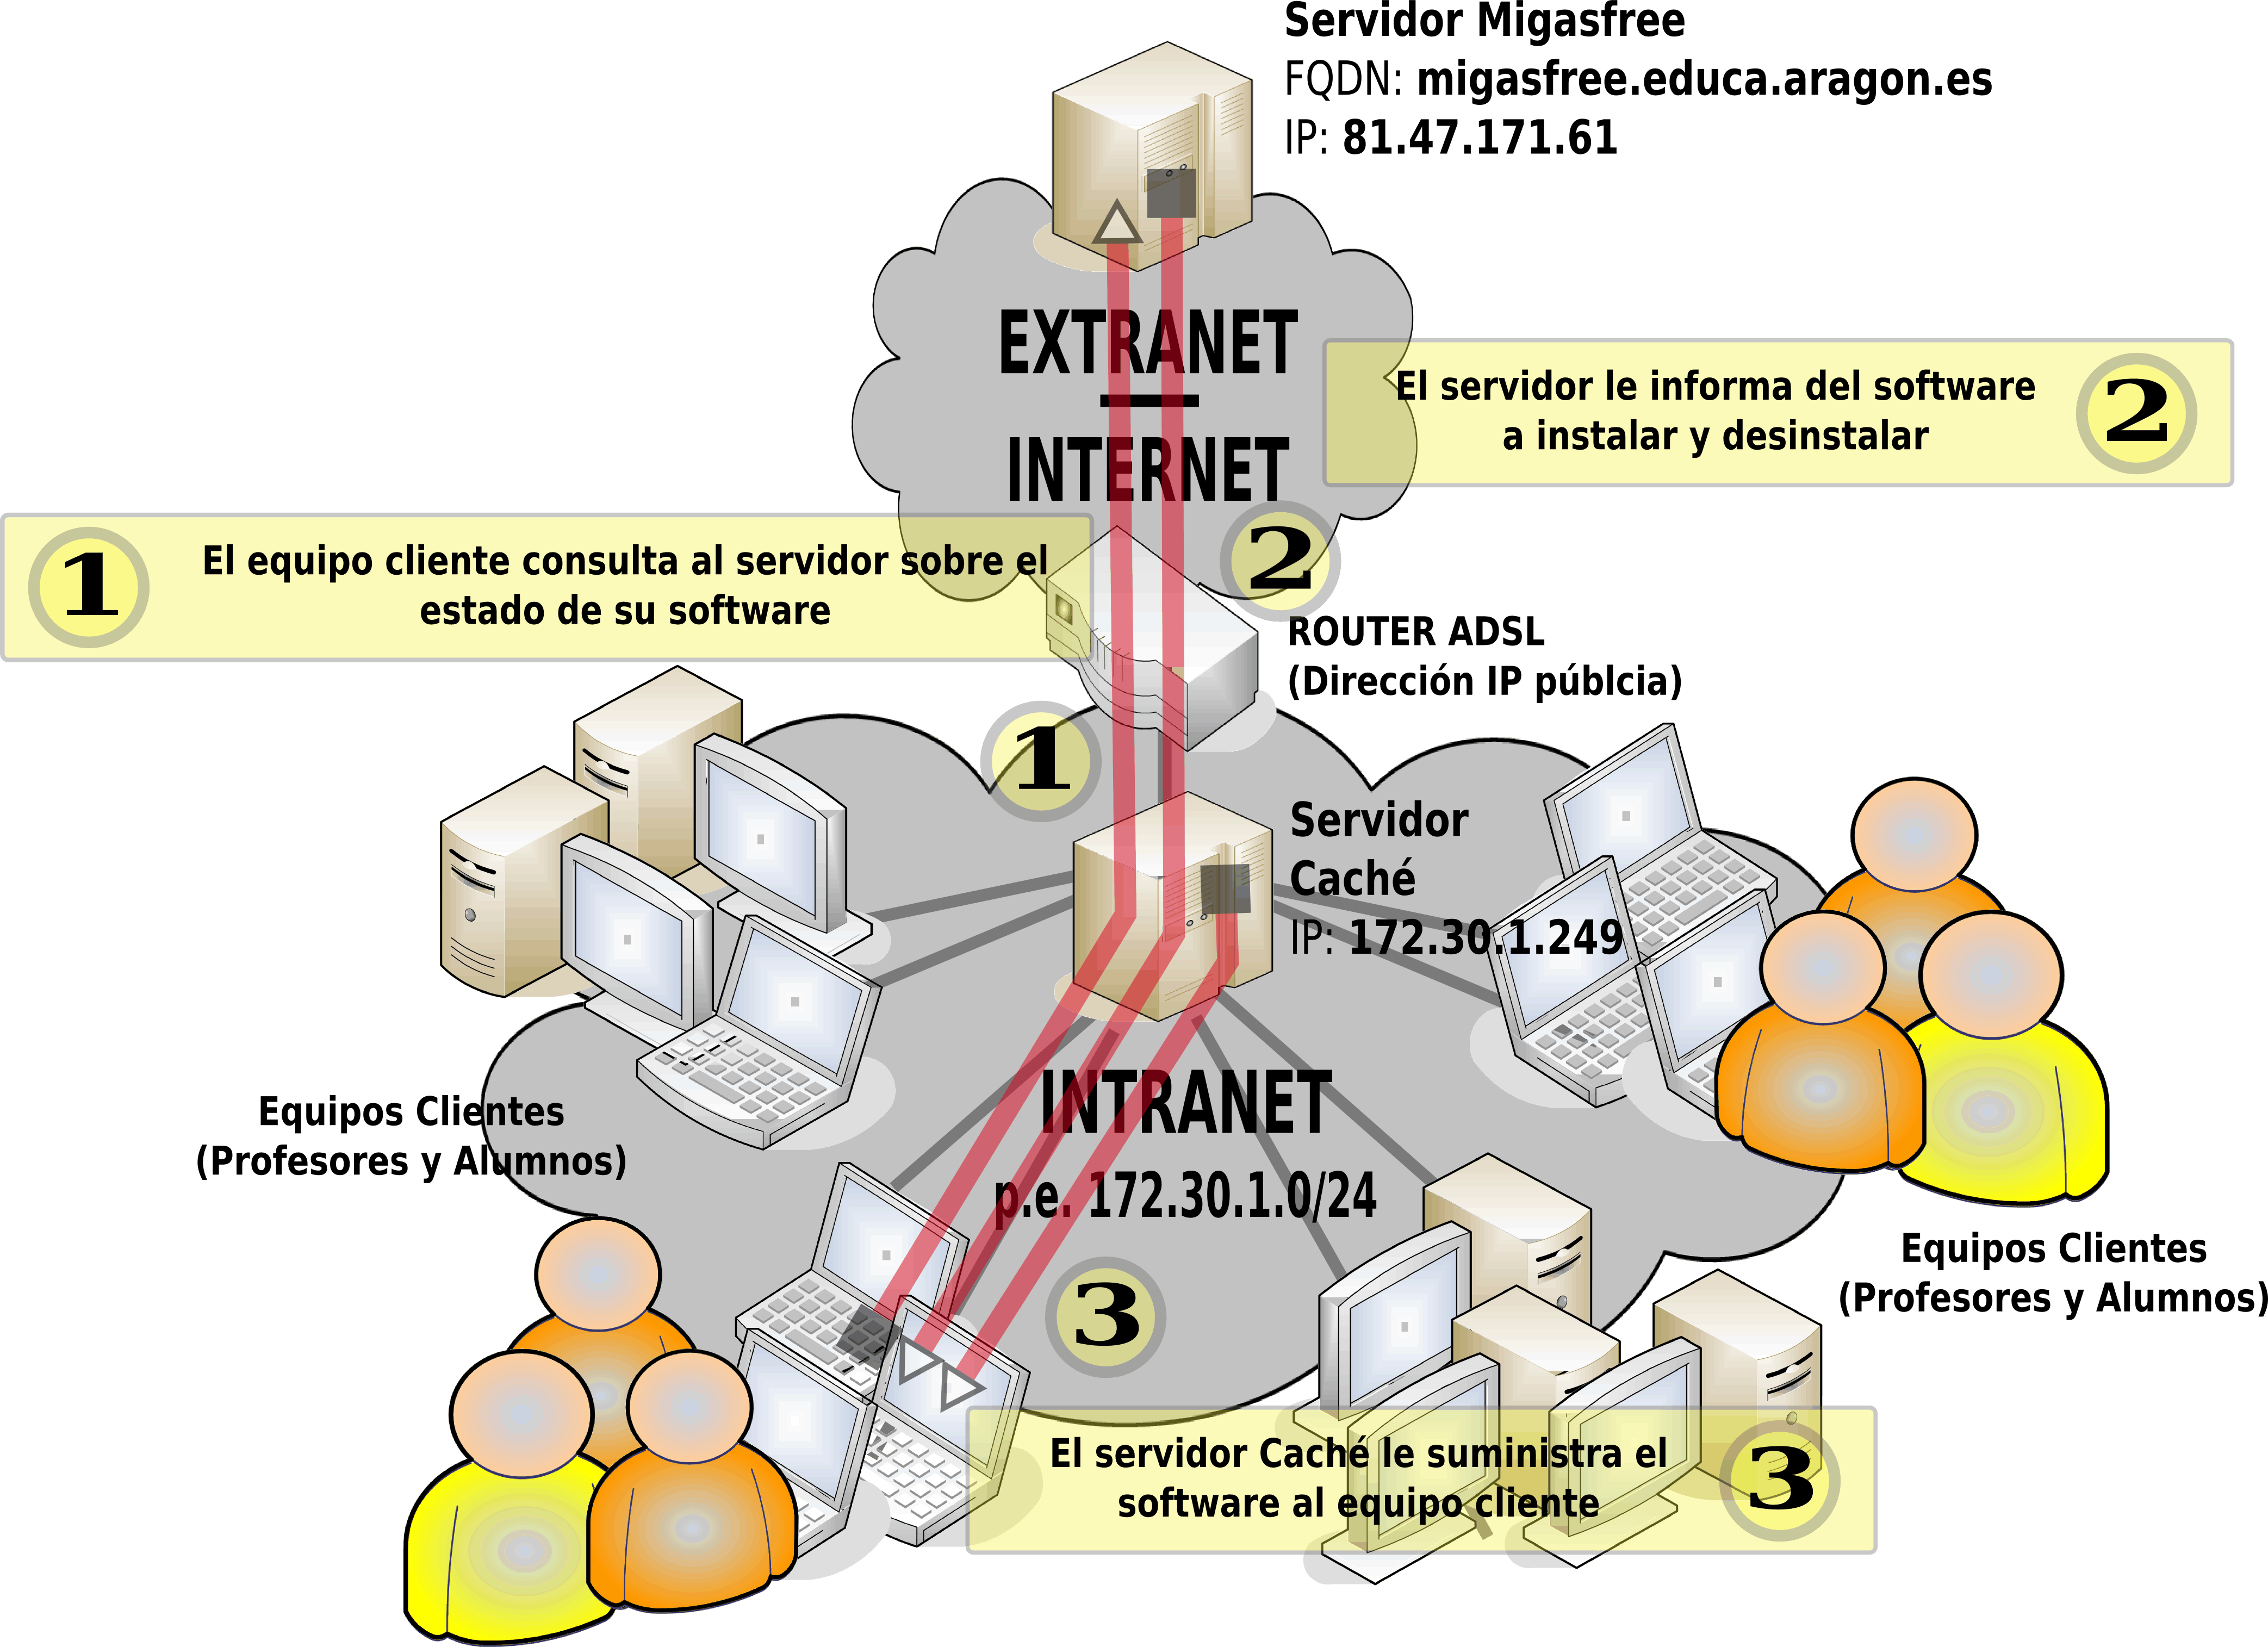 Servidor Migasfree
FQDN: migasfree.educa.aragon.es
IP: 81.47.171.61
EXTRANET
INTERNET
El servidor le informa del software
a instalar y desinstalar
2
1
El equipo cliente consulta al servidor sobre el
estado de su software
2
ROUTER ADSL
(Dirección IP públcia)
1
Servidor
Caché
IP: 172.30.1.249
INTRANET
p.e. 172.30.1.0/24
Equipos Clientes
(Profesores y Alumnos)
Equipos Clientes
(Profesores y Alumnos)
3
El servidor Caché le suministra el
software al equipo cliente
3